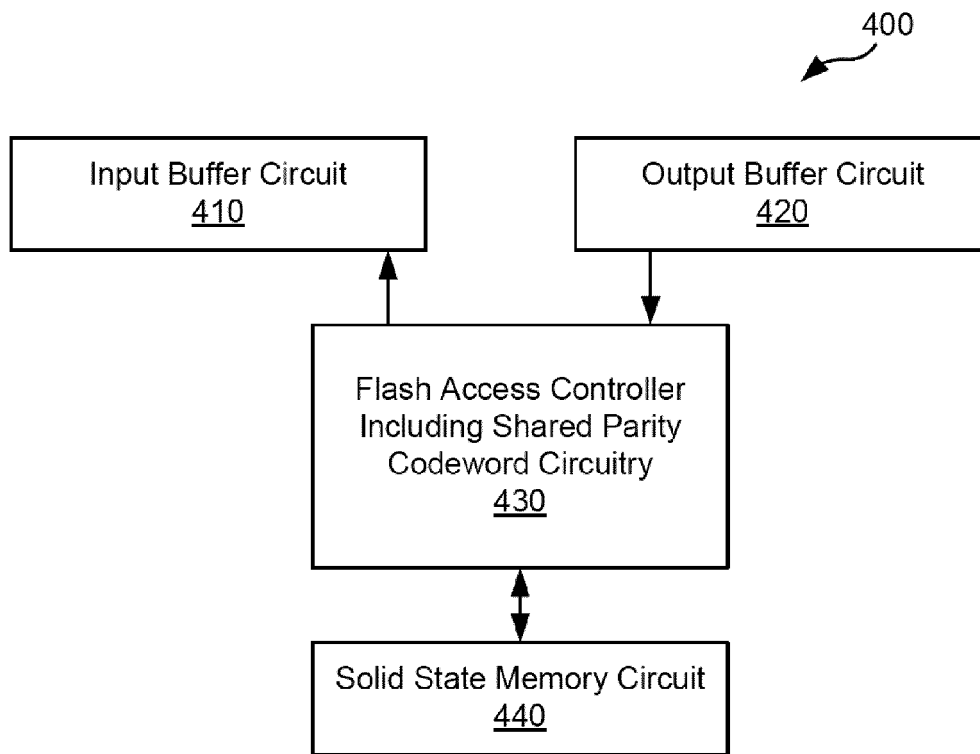 400
Input Buffer Circuit
410
Output Buffer Circuit
420
Flash Access Controller
Including Shared Parity
Codeword Circuitry
430
Solid State Memory Circuit
440